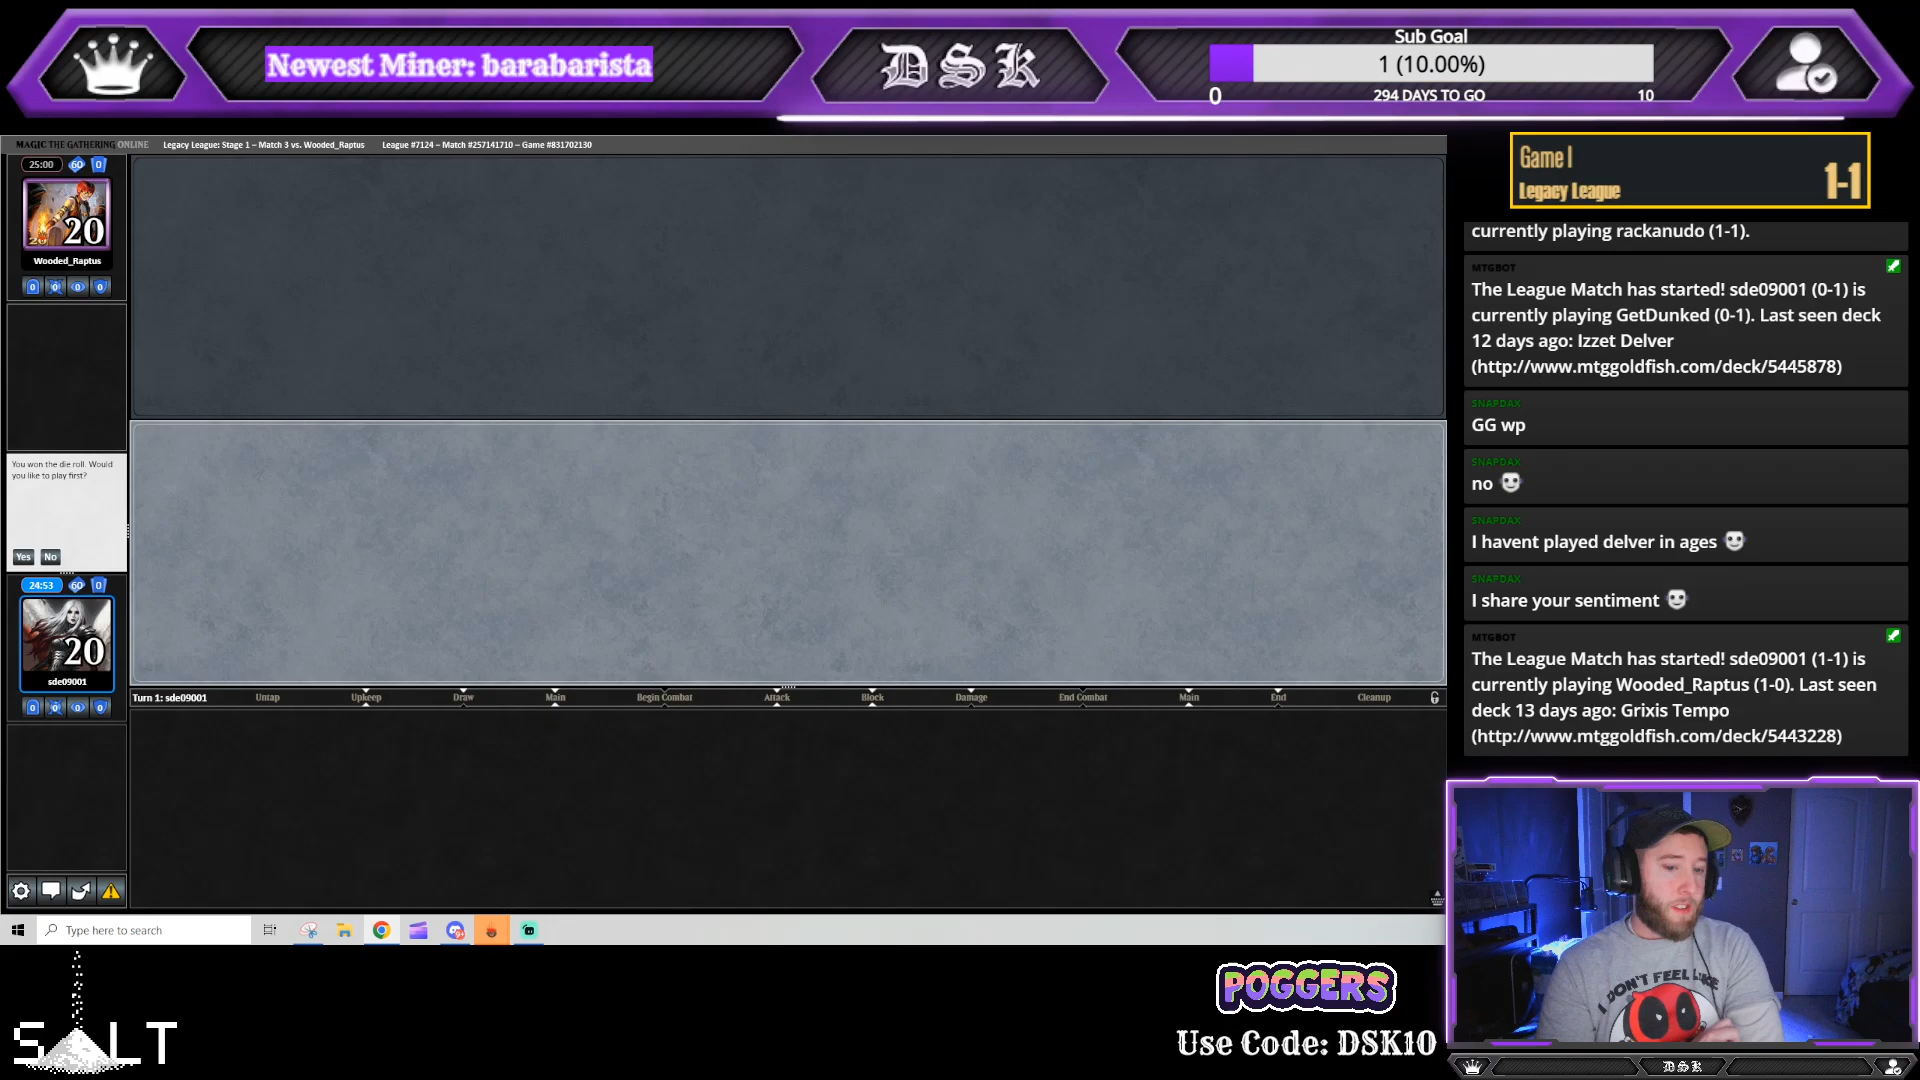 Newest Miner: barabarista
DSK
Sub Goal
1 (10.00%)
0
294 DAYS TO GO
10
MAGIC THE GATHERING ONLINE
Legacy League: Stage 1 – Match 3 vs. Wooded_Raptus
League #7124 – Match #257141710 – Game #831702130
25:00
60
0
20
Wooded_Raptus
0 0 0 0
You won the die roll. Would
you like to play first?
Yes No
24:53
60
0
20
sde09001
0 0 0 0
Turn 1: sde09001
Untap Upkeep Draw Main Begin Combat Attack Block Damage End Combat Main End Cleanup
Game 1
Legacy League
1-1
currently playing rackanudo (1-1).
MTGBOT
The League Match has started! sde09001 (0-1) is
currently playing GetDunked (0-1). Last seen deck
12 days ago: Izzet Delver
(http://www.mtggoldfish.com/deck/5445878)
SNAPDAX
GG wp
SNAPDAX
no
SNAPDAX
I havent played delver in ages
SNAPDAX
I share your sentiment
MTGBOT
The League Match has started! sde09001 (1-1) is
currently playing Wooded_Raptus (1-0). Last seen
deck 13 days ago: Grixis Tempo
(http://www.mtggoldfish.com/deck/5443228)
Type here to search
SALT
POGGERS
Use Code: DSK10
I DON'T FEEL LIKE
DSK